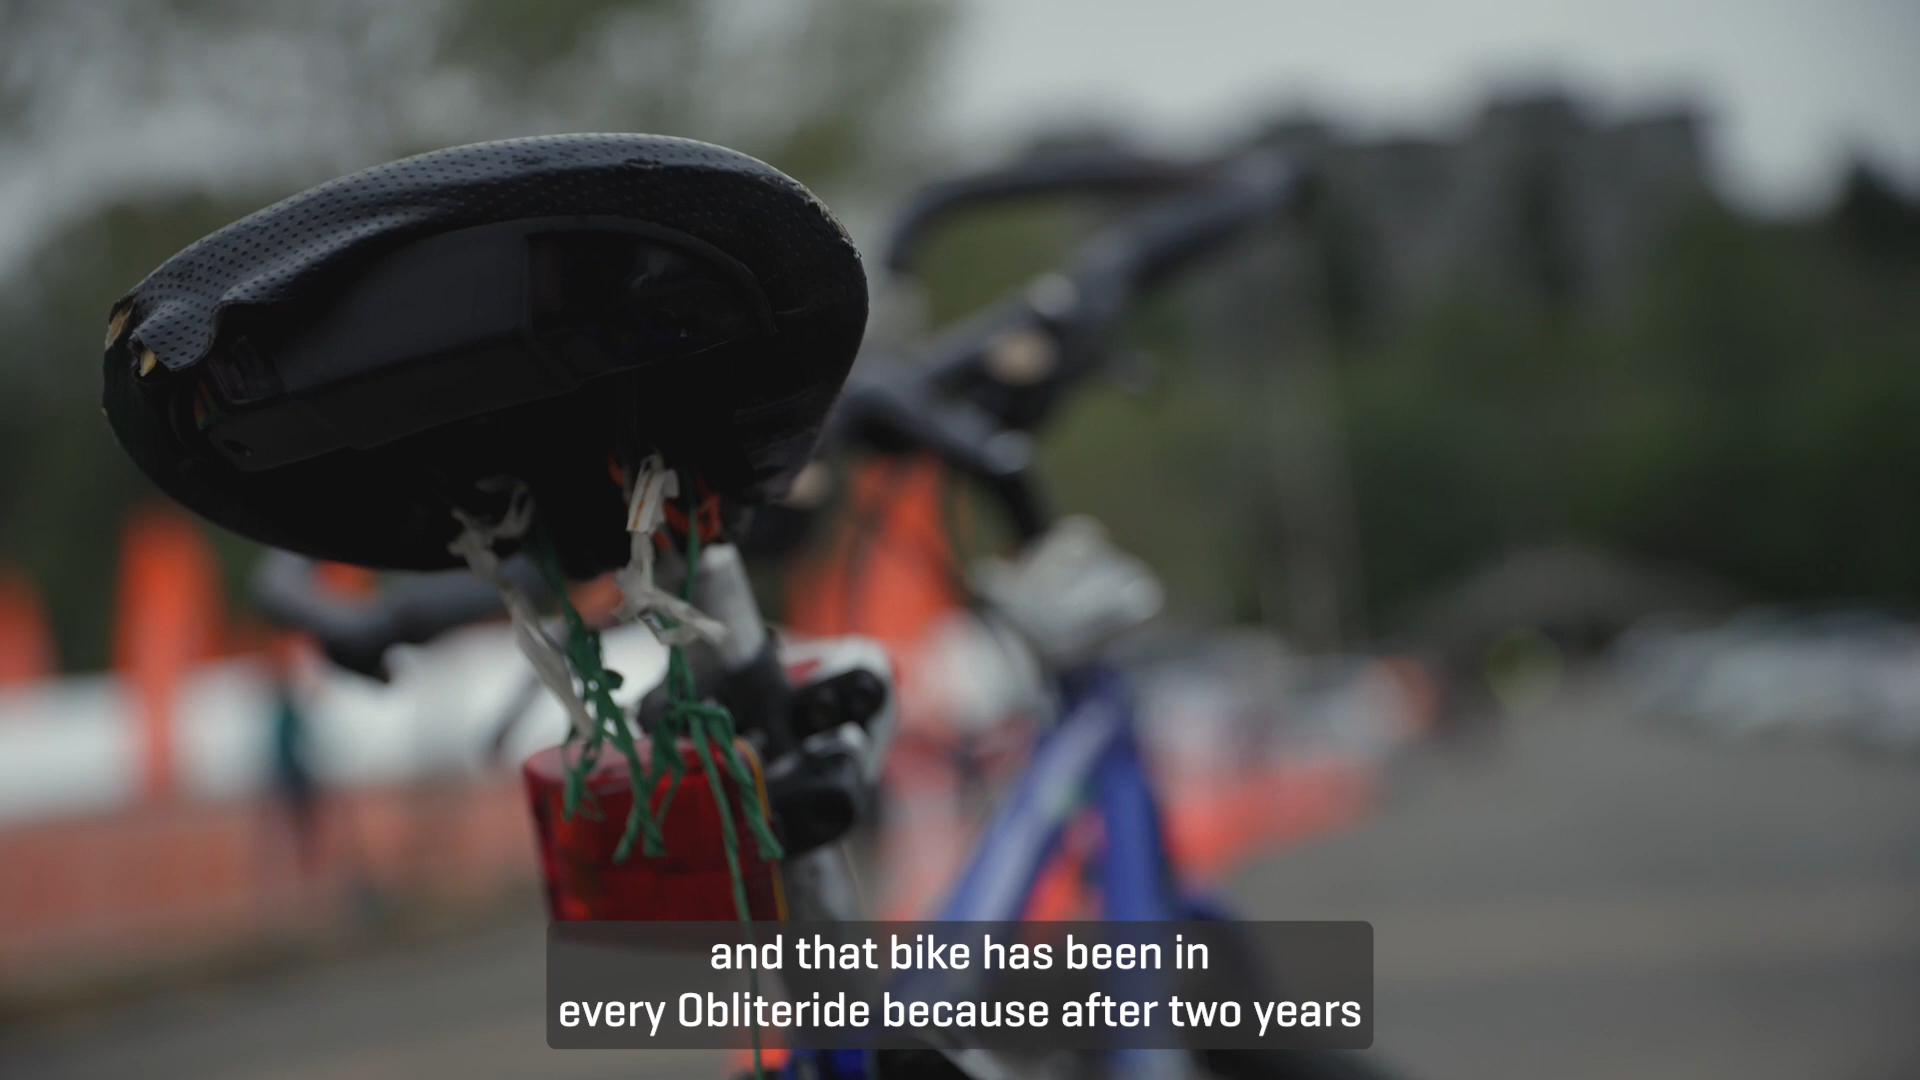 and that bike has been in
every Obliteride because after two years